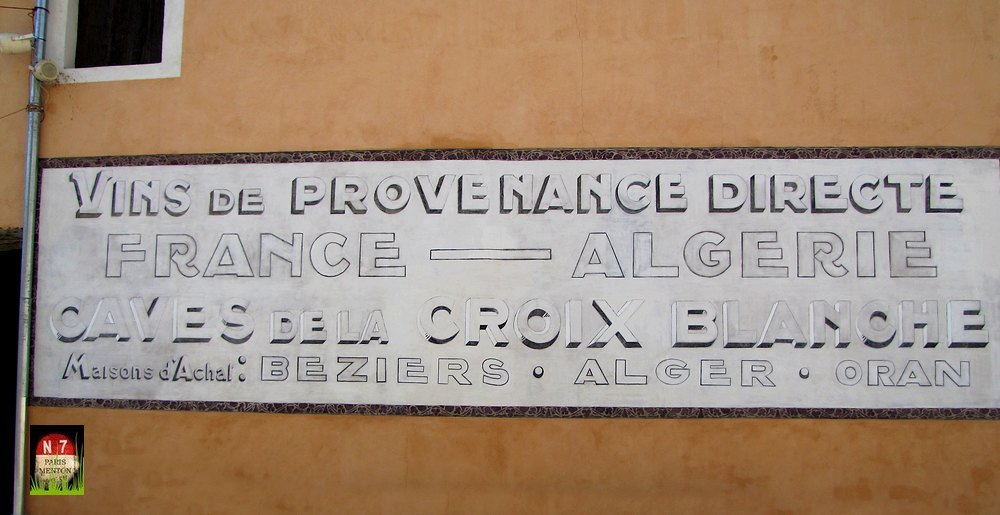 VINS DE PROVENANCE DIRECTE
FRANCE — ALGERIE
CAVES DE LA CROIX BLANCHE
Maisons d'Achat : BEZIERS · ALGER · ORAN
N 7
PARIS
MENTON